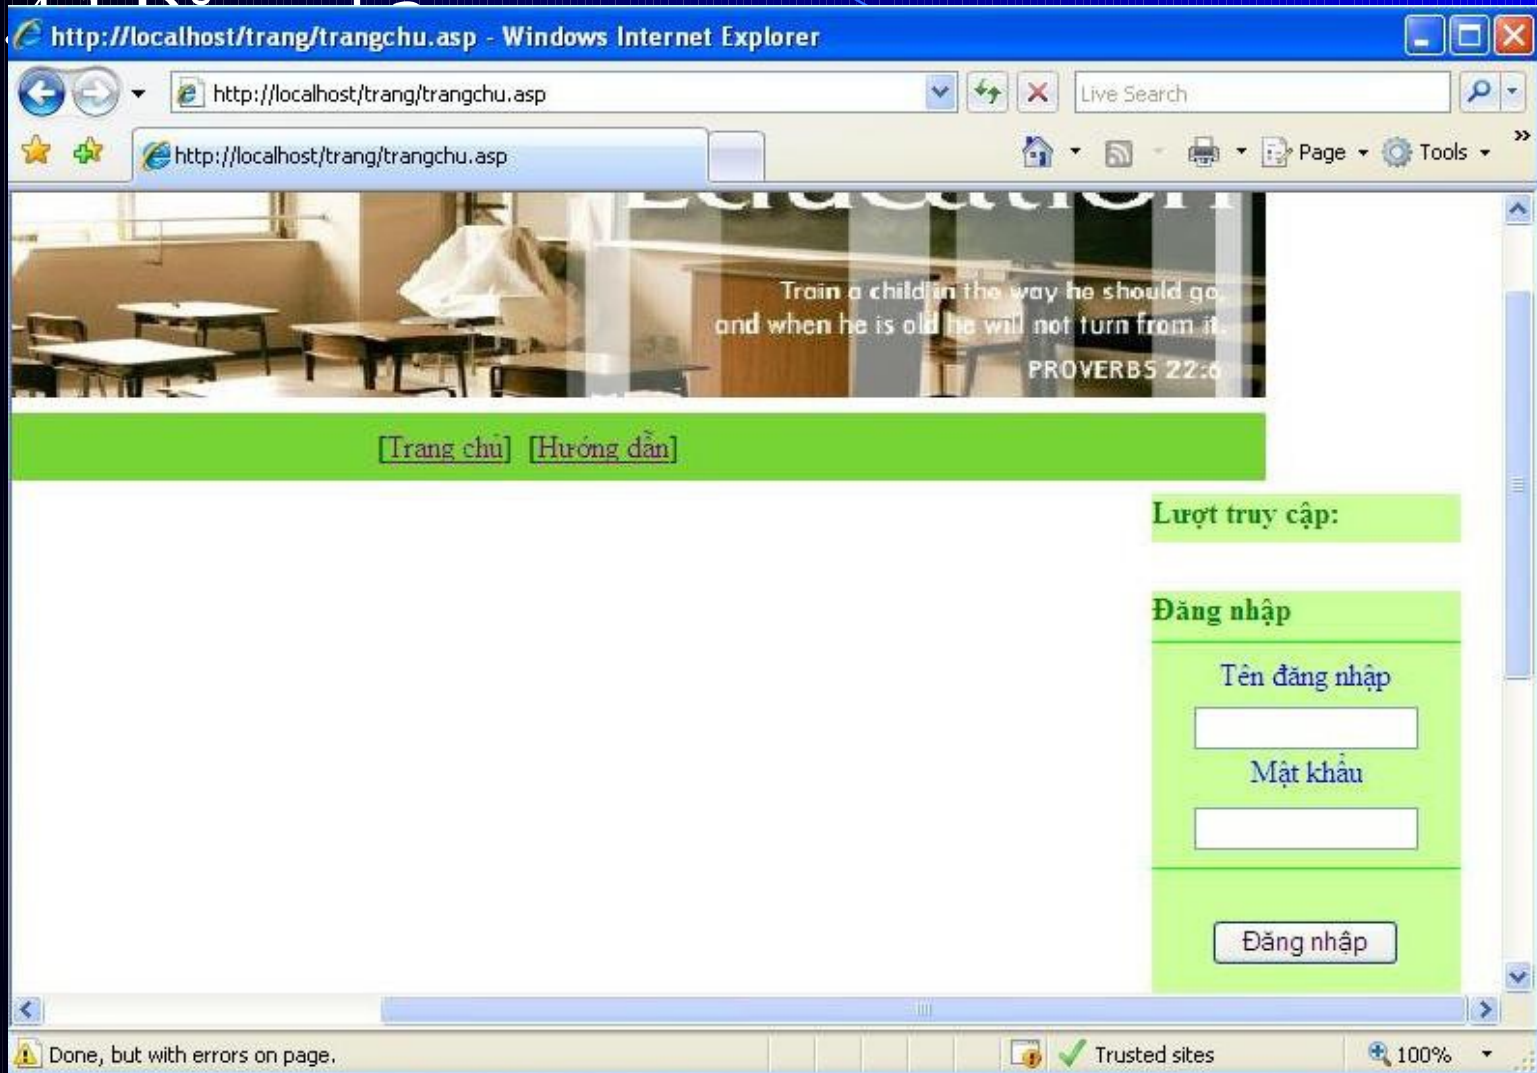 http://localhost/trang/trangchu.asp - Windows Internet Explorer
http://localhost/trang/trangchu.asp
Live Search
http://localhost/trang/trangchu.asp
Page
Tools
Education
Train a child in the way he should go,
and when he is old he will not turn from it.
PROVERBS 22:6
[Trang chủ] [Hướng dẫn]
Lượt truy cập:
Đăng nhập
Tên đăng nhập
Mật khẩu
Đăng nhập
Done, but with errors on page.
Trusted sites
100%